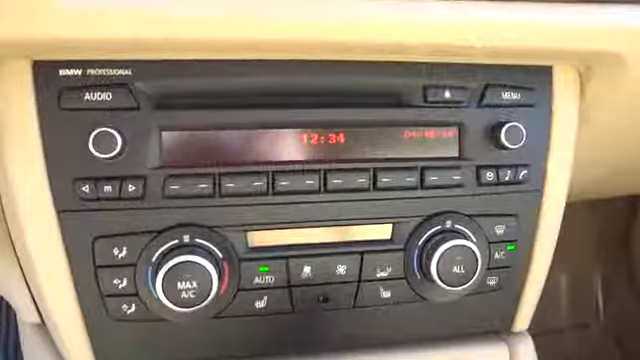 BMW PROFESSIONAL
AUDIO
MENU
12:34
m
MAX
A/C
AUTO
ALL
A/C